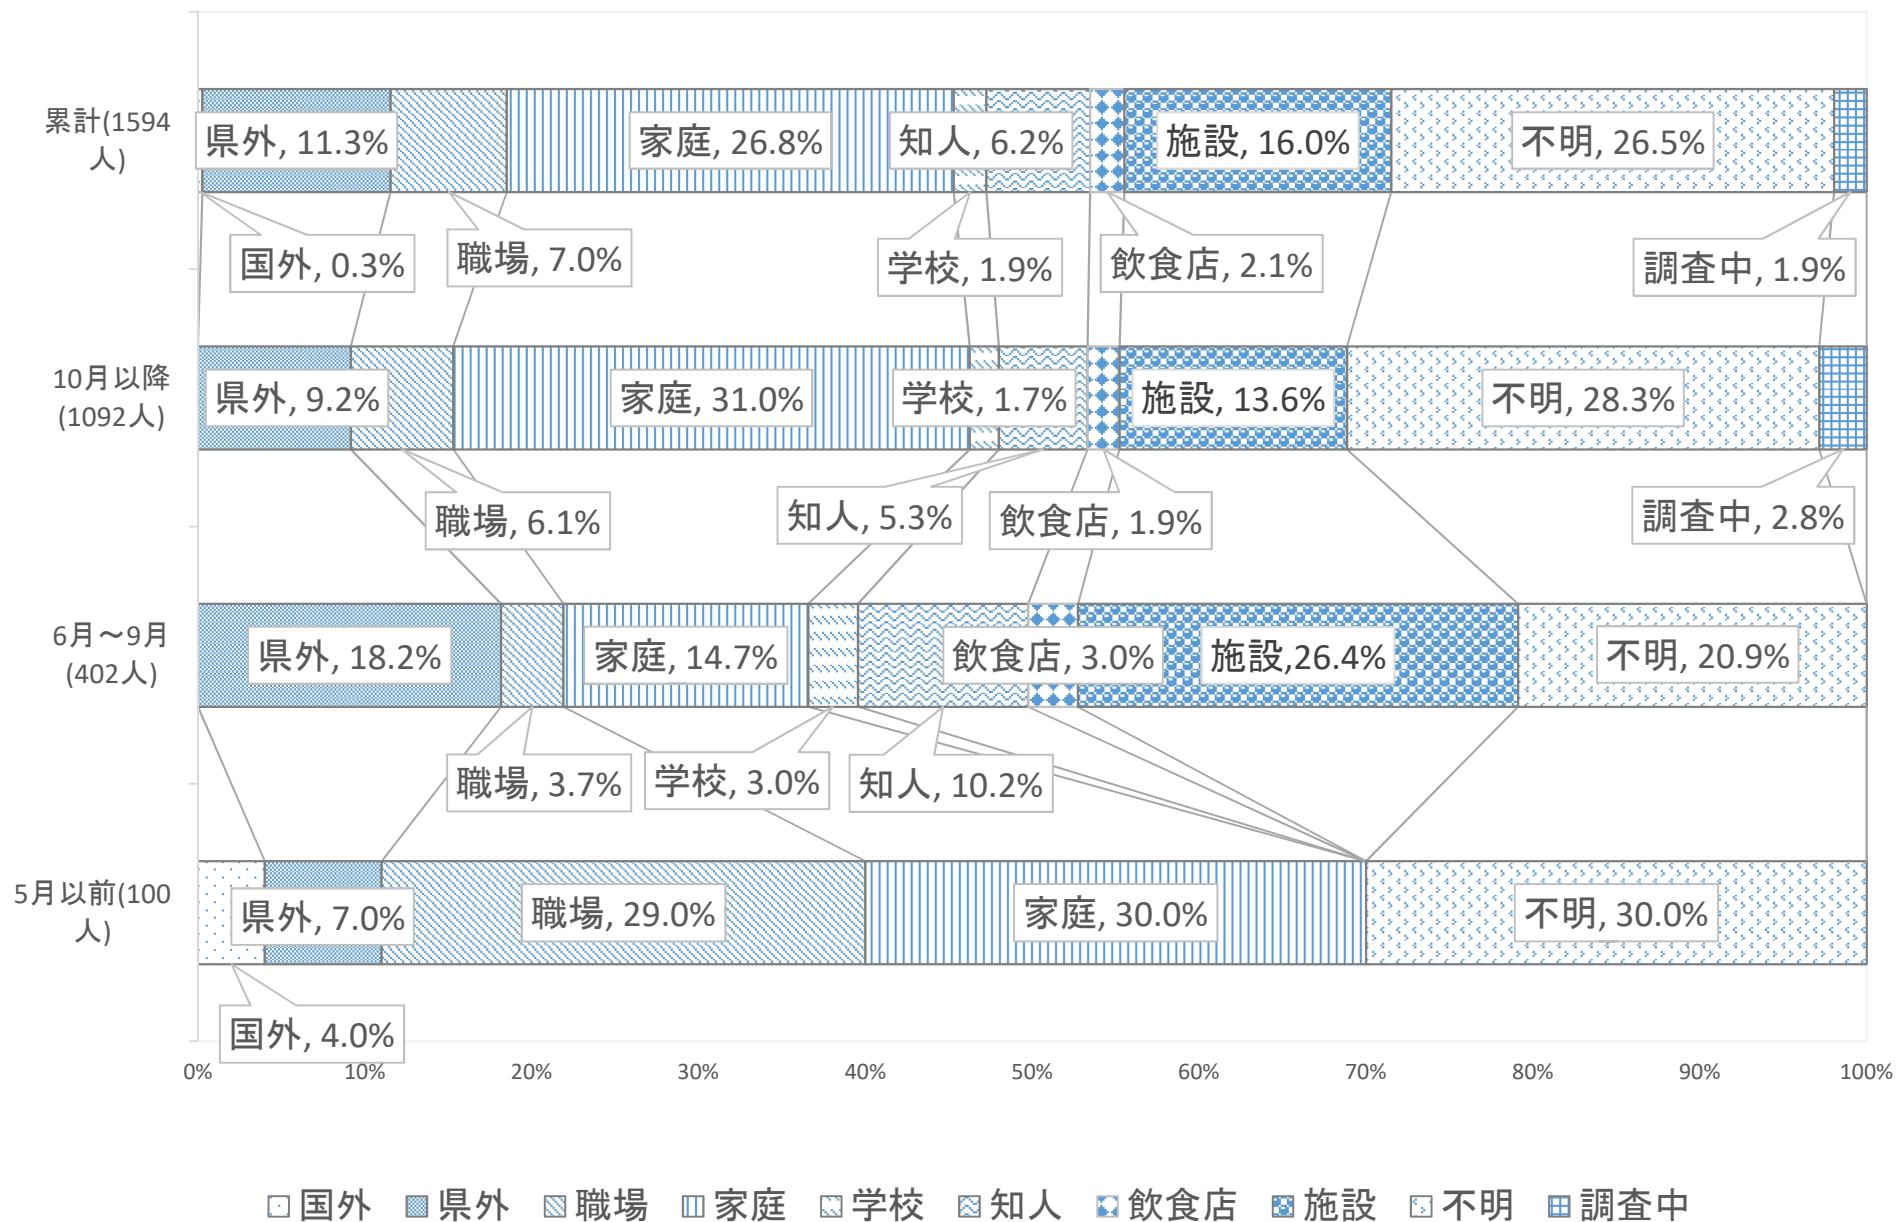 累計(1594
人)
県外, 11.3%
家庭, 26.8%
知人, 6.2%
施設, 16.0%
不明, 26.5%
国外, 0.3%
職場, 7.0%
学校, 1.9%
飲食店, 2.1%
調査中, 1.9%
10月以降
(1092人)
県外, 9.2%
家庭, 31.0%
学校, 1.7%
施設, 13.6%
不明, 28.3%
職場, 6.1%
知人, 5.3%
飲食店, 1.9%
調査中, 2.8%
6月～9月
(402人)
県外, 18.2%
家庭, 14.7%
飲食店, 3.0%
施設,26.4%
不明, 20.9%
職場, 3.7%
学校, 3.0%
知人, 10.2%
5月以前(100
人)
県外, 7.0%
職場, 29.0%
家庭, 30.0%
不明, 30.0%
国外, 4.0%
0% 10% 20% 30% 40% 50% 60% 70% 80% 90% 100%
国外 県外 職場 家庭 学校 知人 飲食店 施設 不明 調査中